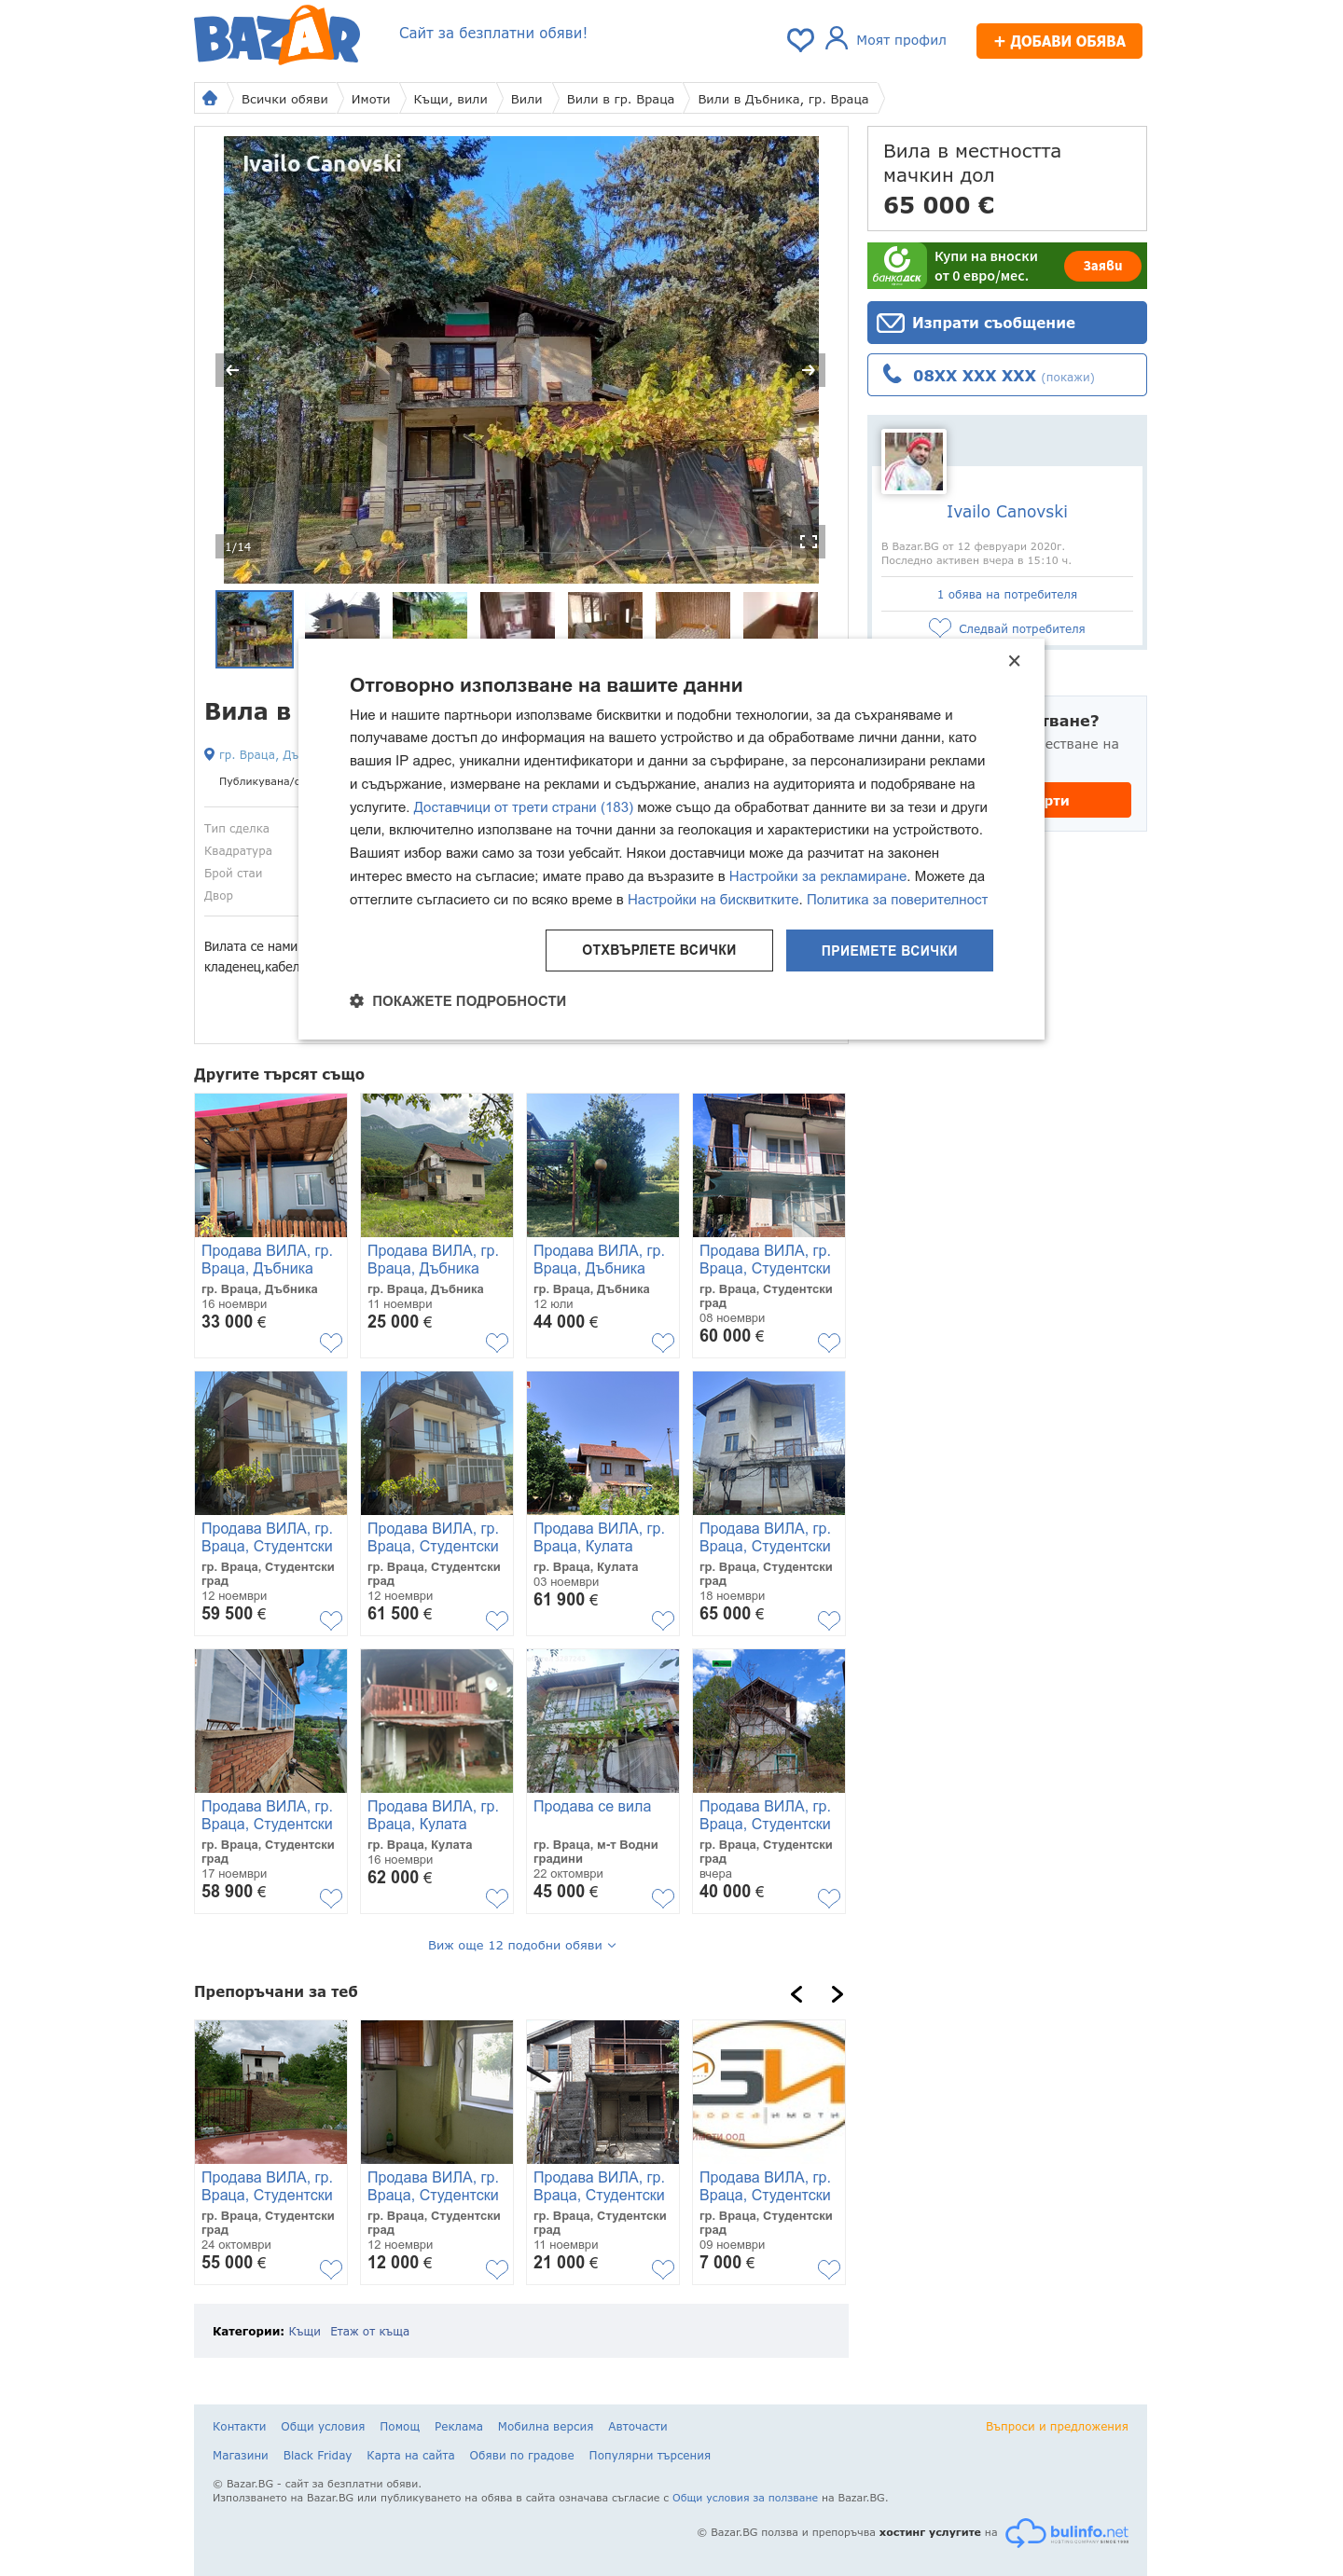 BAZAR
Сайт за безплатни обяви!
Моят профил
+ ДОБАВИ ОБЯВА
Всички обяви
Имоти
Къщи, вили
Вили
Вили в гр. Враца
Вили в Дъбника, гр. Враца
Ivailo Canovski
1/14
Вила в местността
мачкин дол
65 000 €
банка дск
Купи на вноски
от 0 евро/мес.
Заяви
Изпрати съобщение
08XX XXX XXX (покажи)
Ivailo Canovski
В Bazar.BG от 12 февруари 2020г.
Последно активен вчера в 15:10 ч.
1 обява на потребителя
Следвай потребителя
Вила в
гр. Враца, Дъ
Публикувана/
Тип сделка
Квадратура
Брой стаи
Двор
Вилата се нами
кладенец,кабел
×
Отговорно използване на вашите данни
Ние и нашите партньори използваме бисквитки и подобни технологии, за да съхраняваме и
получаваме достъп до информация на вашето устройство и да обработваме лични данни, като
вашия IP адрес, уникални идентификатори и данни за сърфиране, за персонализирани реклами
и съдържание, измерване на реклами и съдържание, анализ на аудиторията и подобряване на
услугите. Доставчици от трети страни (183) може също да обработват данните ви за тези и други
цели, включително използване на точни данни за геолокация и характеристики на устройството.
Вашият избор важи само за този уебсайт. Някои доставчици може да разчитат на законен
интерес вместо на съгласие; имате право да възразите в Настройки за рекламиране. Можете да
оттеглите съгласието си по всяко време в Настройки на бисквитките. Политика за поверителност
ОТХВЪРЛЕТЕ ВСИЧКИ
ПРИЕМЕТЕ ВСИЧКИ
ПОКАЖЕТЕ ПОДРОБНОСТИ
тване?
естване на
рти
Другите търсят също
Продава ВИЛА, гр.
Враца, Дъбника
гр. Враца, Дъбника
16 ноември
33 000 €
Продава ВИЛА, гр.
Враца, Дъбника
гр. Враца, Дъбника
11 ноември
25 000 €
Продава ВИЛА, гр.
Враца, Дъбника
гр. Враца, Дъбника
12 юли
44 000 €
Продава ВИЛА, гр.
Враца, Студентски
гр. Враца, Студентски
град
08 ноември
60 000 €
Продава ВИЛА, гр.
Враца, Студентски
гр. Враца, Студентски
град
12 ноември
59 500 €
Продава ВИЛА, гр.
Враца, Студентски
гр. Враца, Студентски
град
12 ноември
61 500 €
Продава ВИЛА, гр.
Враца, Кулата
гр. Враца, Кулата
03 ноември
61 900 €
Продава ВИЛА, гр.
Враца, Студентски
гр. Враца, Студентски
град
18 ноември
65 000 €
Продава ВИЛА, гр.
Враца, Студентски
гр. Враца, Студентски
град
17 ноември
58 900 €
Продава ВИЛА, гр.
Враца, Кулата
гр. Враца, Кулата
16 ноември
62 000 €
Продава се вила
гр. Враца, м-т Водни
градини
22 октомври
45 000 €
Продава ВИЛА, гр.
Враца, Студентски
гр. Враца, Студентски
град
вчера
40 000 €
Виж още 12 подобни обяви
Препоръчани за теб
Продава ВИЛА, гр.
Враца, Студентски
гр. Враца, Студентски
град
24 октомври
55 000 €
Продава ВИЛА, гр.
Враца, Студентски
гр. Враца, Студентски
град
12 ноември
12 000 €
Продава ВИЛА, гр.
Враца, Студентски
гр. Враца, Студентски
град
11 ноември
21 000 €
Продава ВИЛА, гр.
Враца, Студентски
гр. Враца, Студентски
град
09 ноември
7 000 €
Категории: Къщи Етаж от къща
Контакти Общи условия Помощ Реклама Мобилна версия Авточасти
Въпроси и предложения
Магазини Black Friday Карта на сайта Обяви по градове Популярни търсения
© Bazar.BG - сайт за безплатни обяви.
Използването на Bazar.BG или публикуването на обява в сайта означава съгласие с Общи условия за ползване на Bazar.BG.
© Bazar.BG ползва и препоръчва хостинг услугите на
bulinfo.net